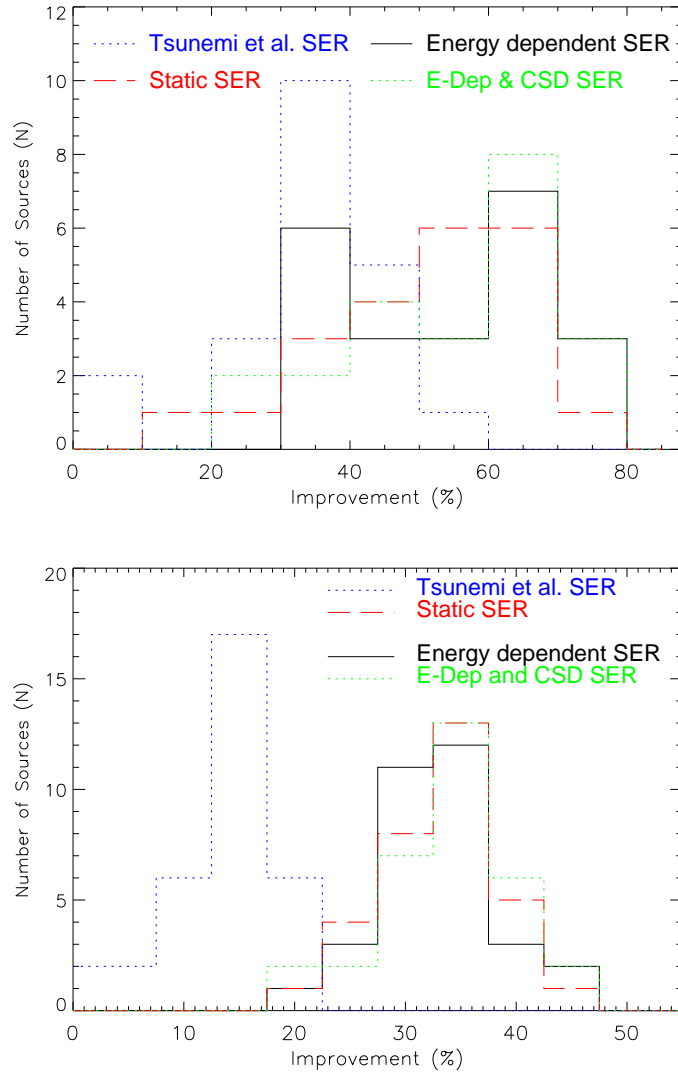 12
10
8
6
4
2
0
Number of Sources (N)
Tsunemi et al. SER
Energy dependent SER
Static SER
E-Dep & CSD SER
0 20 40 60 80
Improvement (%)
20
15
10
5
0
Number of Sources (N)
Tsunemi et al. SER
Static SER
Energy dependent SER
E-Dep and CSD SER
0 10 20 30 40 50
Improvement (%)